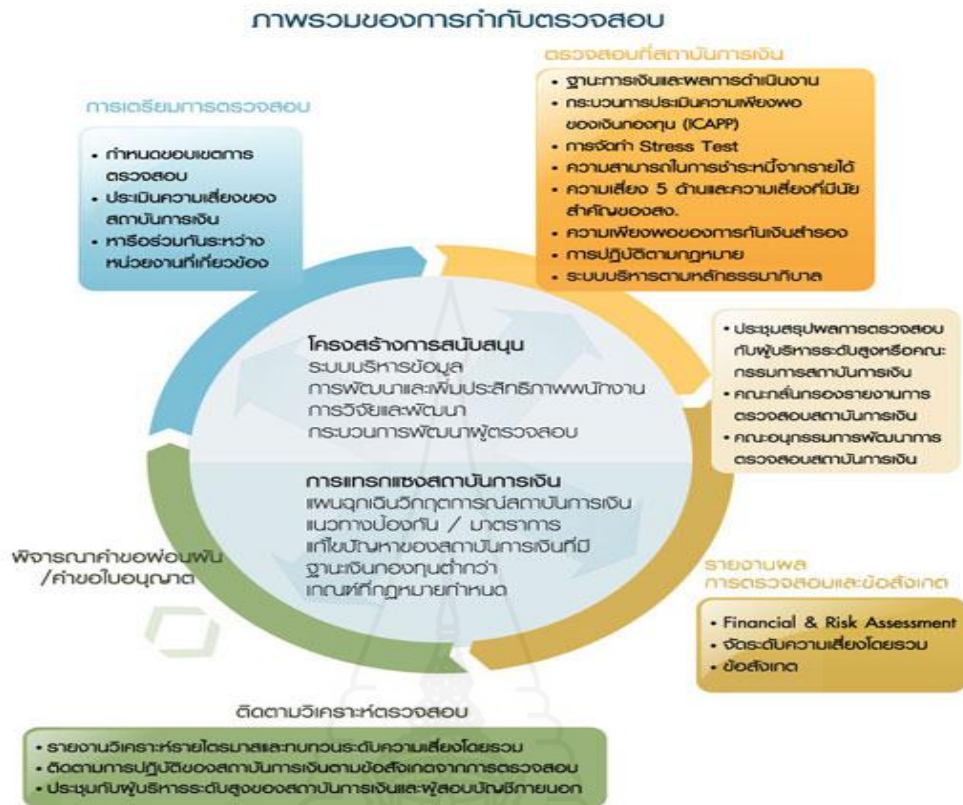 ภาพรวมของการกำกับตรวจสอบ
การเตรียมการตรวจสอบ
• กำหนดขอบเขตการ
ตรวจสอบ
• ประเมินความเสี่ยงของ
สถาบันการเงิน
• หารือร่วมกันระหว่าง
หน่วยงานที่เกี่ยวข้อง
ตรวจสอบที่สถาบันการเงิน
• ฐานะการเงินและผลการดำเนินงาน
• กระบวนการประเมินความเพียงพอ
ของเงินกองทุน (ICAPP)
• การจัดทำ Stress Test
• ความสามารถในการชำระหนี้จากรายได้
• ความเสี่ยง 5 ด้านและความเสี่ยงที่มีนัย
สำคัญของสง.
• ความเพียงพอของการกันเงินสำรอง
• การปฏิบัติตามกฎหมาย
• ระบบบริหารตามหลักธรรมาภิบาล
• ประชุมสรุปผลการตรวจสอบ
กับผู้บริหารระดับสูงหรือคณะ
กรรมการสถาบันการเงิน
• คณะกลั่นกรองรายงานการ
ตรวจสอบสถาบันการเงิน
• คณะอนุกรรมการพัฒนาการ
ตรวจสอบสถาบันการเงิน
โครงสร้างการสนับสนุน
ระบบบริหารข้อมูล
การพัฒนาและเพิ่มประสิทธิภาพพนักงาน
การวิจัยและพัฒนา
กระบวนการพัฒนาผู้ตรวจสอบ
การแทรกแซงสถาบันการเงิน
แผนฉุกเฉินวิกฤตการณ์สถาบันการเงิน
แนวทางป้องกัน / มาตราการ
แก้ไขปัญหาของสถาบันการเงินที่มี
ฐานะเงินกองทุนต่ำกว่า
เกณฑ์ที่กฎหมายกำหนด
พิจารณาคำขอผ่อนผัน
/คำขอใบอนุญาต
รายงานผล
การตรวจสอบและข้อสังเกต
• Financial & Risk Assessment
• จัดระดับความเสี่ยงโดยรวม
• ข้อสังเกต
ติดตามวิเคราะห์ตรวจสอบ
• รายงานวิเคราะห์รายไตรมาสและทบทวนระดับความเสี่ยงโดยรวม
• ติดตามการปฏิบัติของสถาบันการเงินตามข้อสังเกตจากการตรวจสอบ
• ประชุมกับผู้บริหารระดับสูงของสถาบันการเงินและผู้สอบบัญชีภายนอก